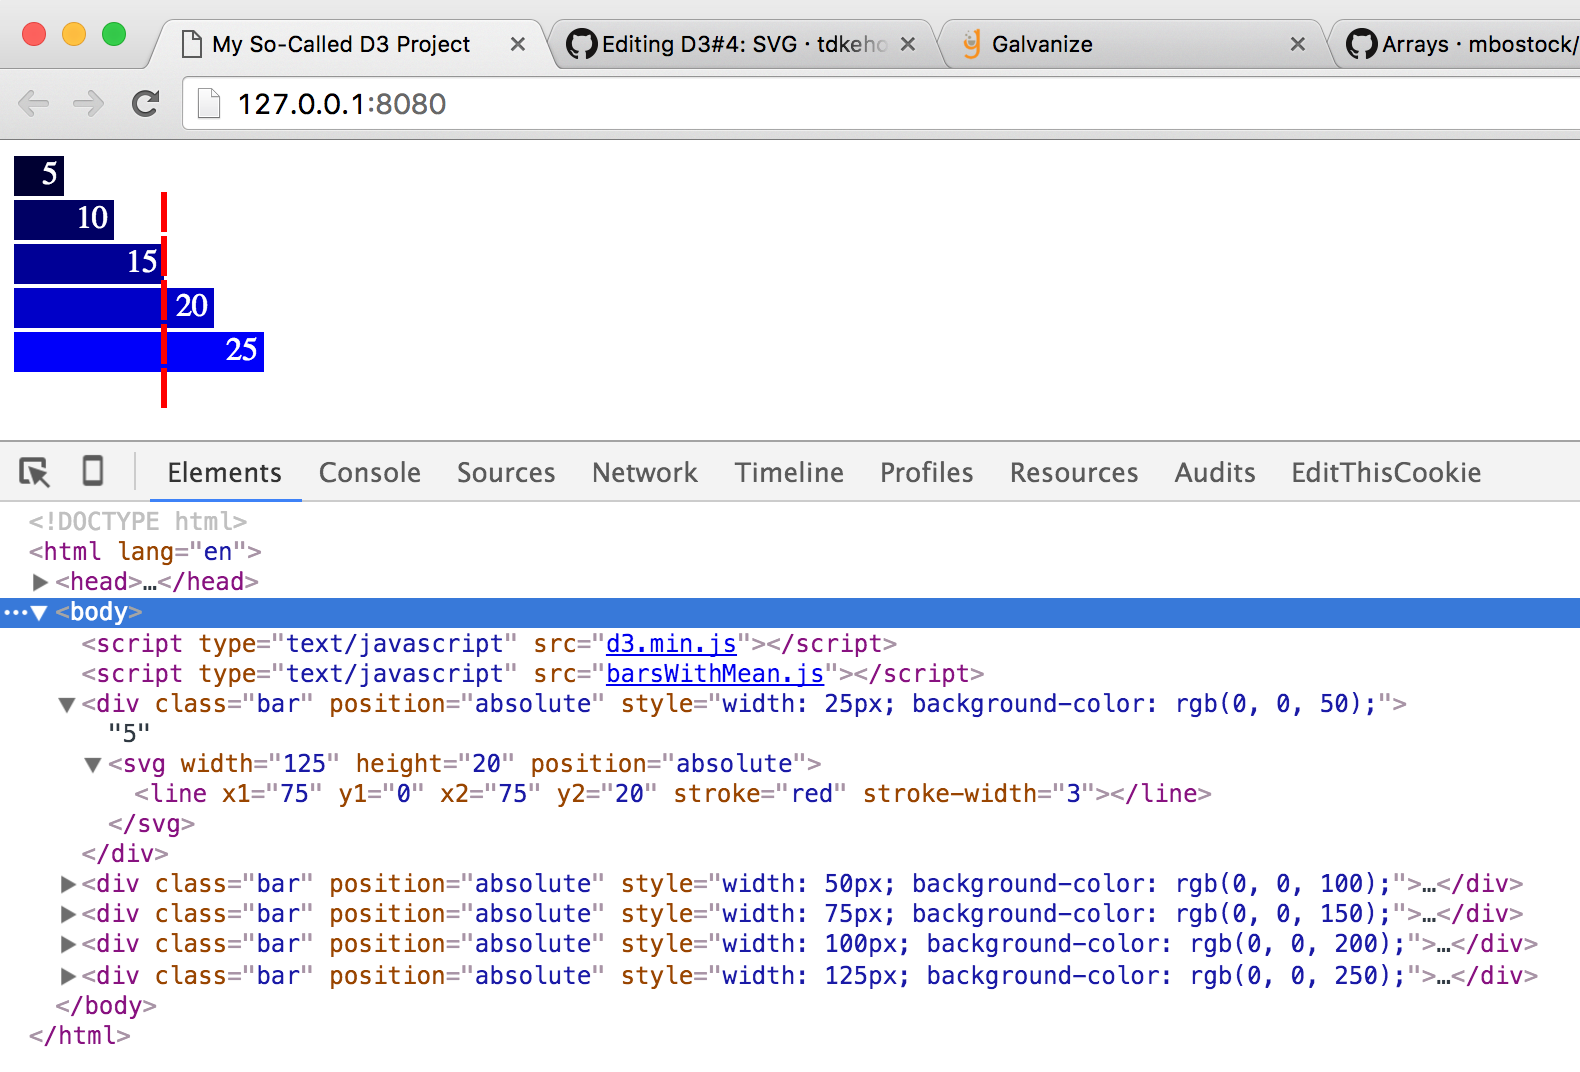 My So-Called D3 Project
Editing D3#4: SVG · tdkeho
Galvanize
Arrays · mbostock/
127.0.0.1:8080
5
10
15
20
25
Elements Console Sources Network Timeline Profiles Resources Audits EditThisCookie
<!DOCTYPE html>
<html lang="en">
<head>…</head>
…<body>
<script type="text/javascript" src="d3.min.js"></script>
<script type="text/javascript" src="barsWithMean.js"></script>
<div class="bar" position="absolute" style="width: 25px; background-color: rgb(0, 0, 50);">
"5"
<svg width="125" height="20" position="absolute">
<line x1="75" y1="0" x2="75" y2="20" stroke="red" stroke-width="3"></line>
</svg>
</div>
<div class="bar" position="absolute" style="width: 50px; background-color: rgb(0, 0, 100);">…</div>
<div class="bar" position="absolute" style="width: 75px; background-color: rgb(0, 0, 150);">…</div>
<div class="bar" position="absolute" style="width: 100px; background-color: rgb(0, 0, 200);">…</div>
<div class="bar" position="absolute" style="width: 125px; background-color: rgb(0, 0, 250);">…</div>
</body>
</html>